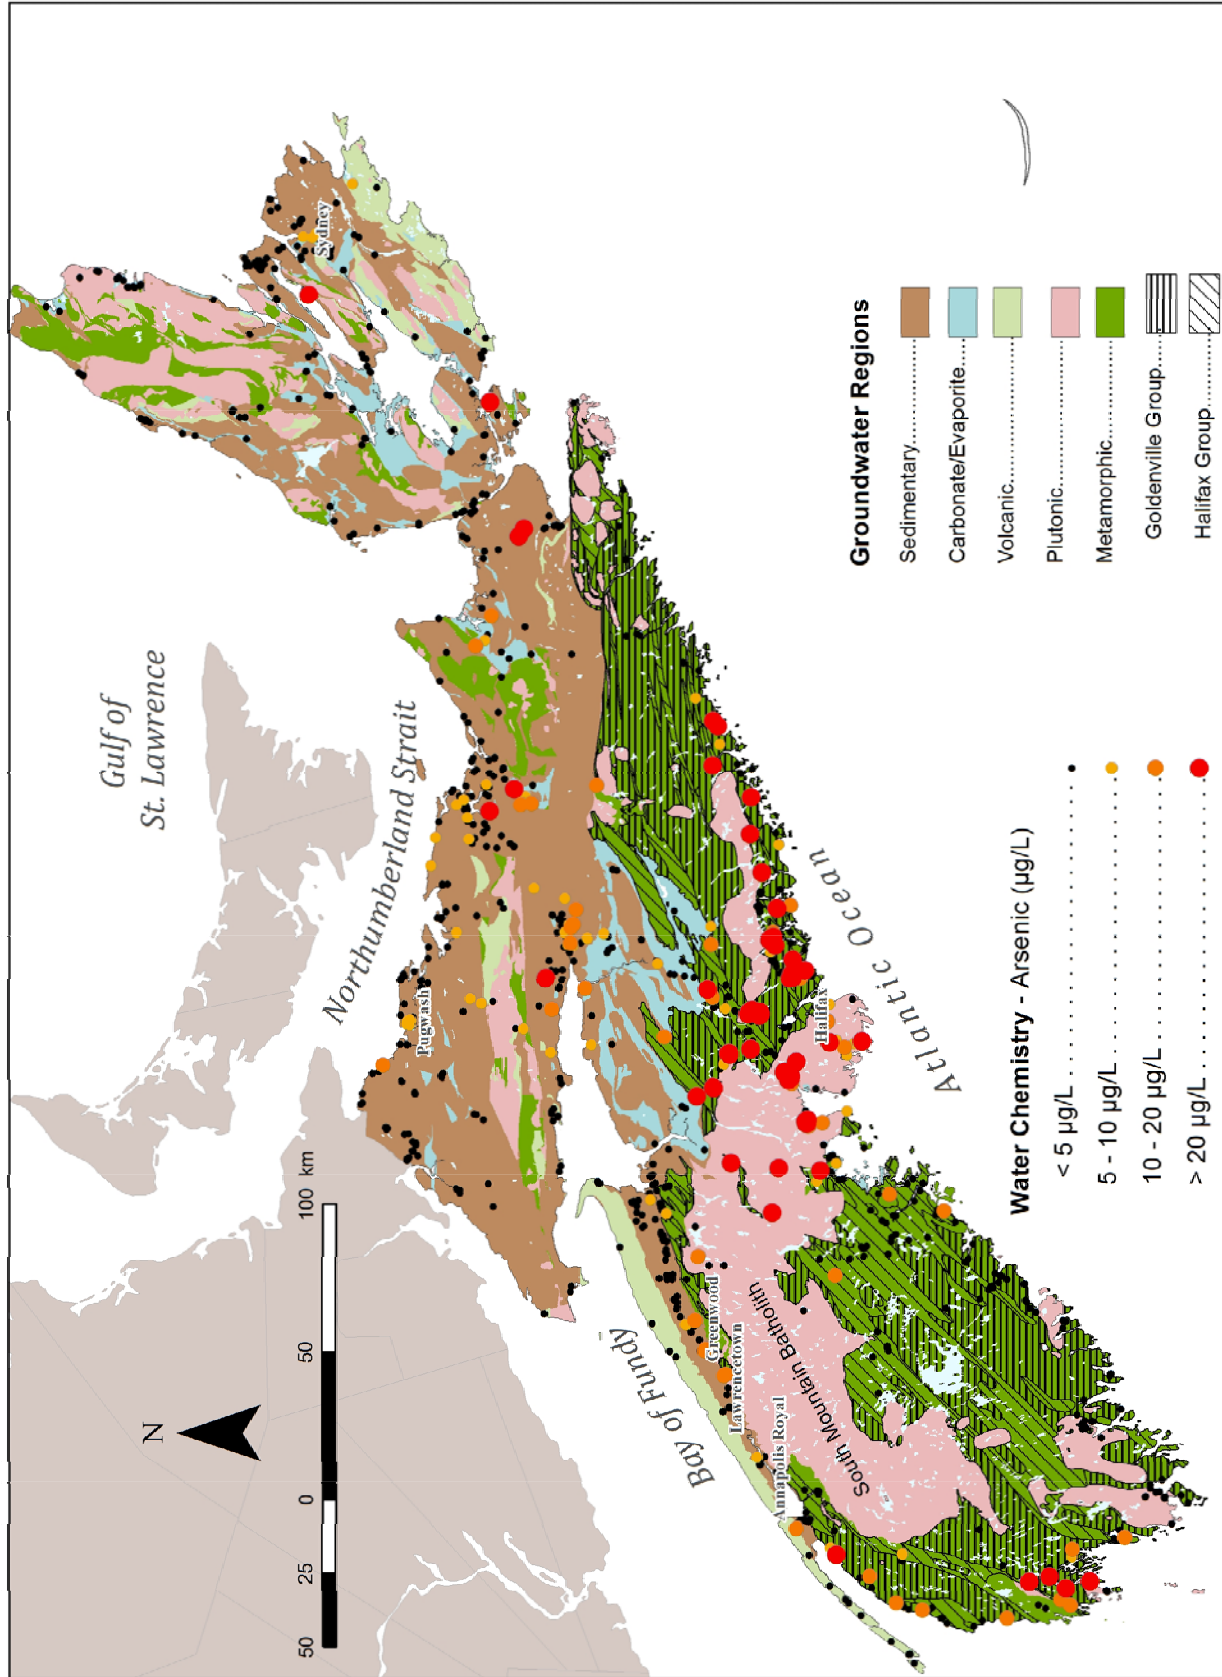 Gulf of
St. Lawrence
Northumberland Strait
Pugwash
Sydney
Bay of Fundy
Greenwood
Lawrencetown
Annapolis Royal
South Mountain Batholith
Halifax
Atlantic Ocean
N
50 25 0 50 100 km
Water Chemistry - Arsenic (µg/L)
< 5 µg/L
5 - 10 µg/L
10 - 20 µg/L
> 20 µg/L
Groundwater Regions
Sedimentary
Carbonate/Evaporite
Volcanic
Plutonic
Metamorphic
Goldenville Group
Halifax Group